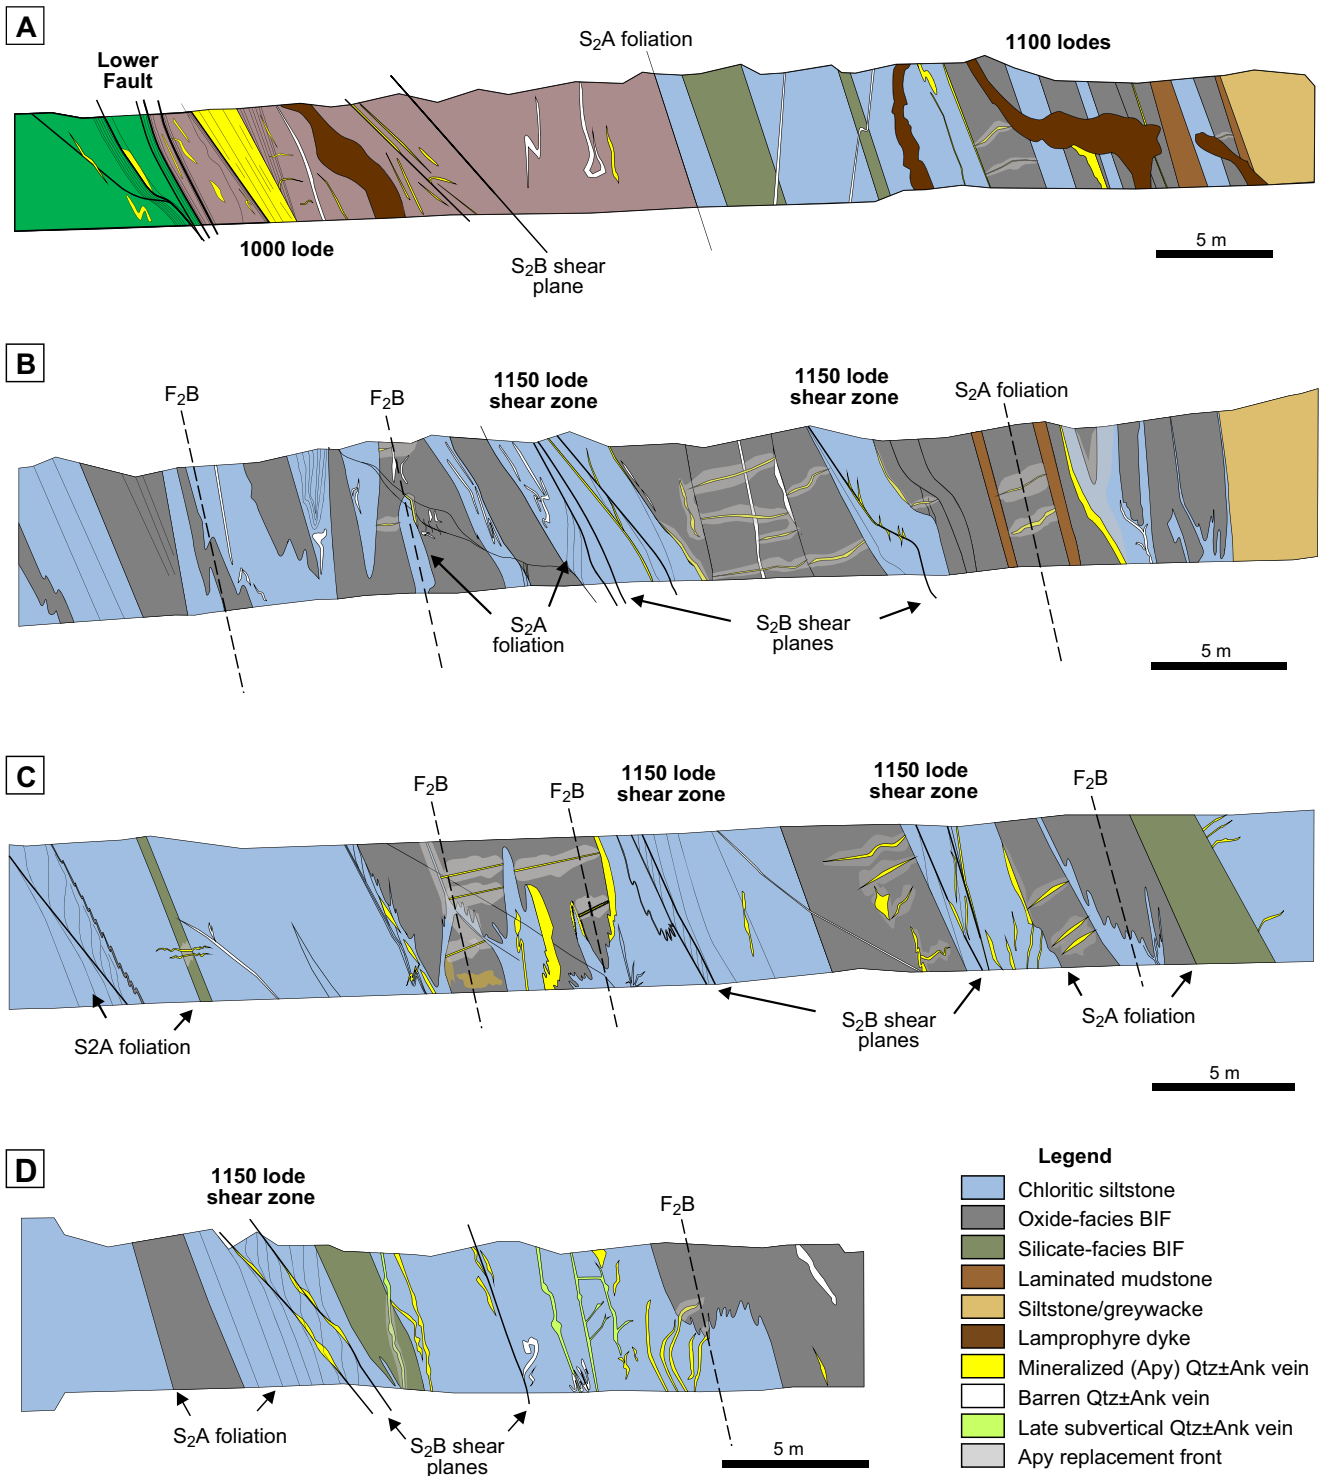 A
Lower
Fault
S2A foliation
1100 lodes
1000 lode
S2B shear
plane
5 m
B
F2B
F2B
1150 lode
shear zone
1150 lode
shear zone
S2A foliation
S2A
foliation
S2B shear
planes
5 m
C
F2B
F2B
1150 lode
shear zone
1150 lode
shear zone
F2B
S2A foliation
S2B shear
planes
S2A foliation
5 m
D
1150 lode
shear zone
F2B
S2A foliation
S2B shear
planes
5 m
Legend
Chloritic siltstone
Oxide-facies BIF
Silicate-facies BIF
Laminated mudstone
Siltstone/greywacke
Lamprophyre dyke
Mineralized (Apy) Qtz±Ank vein
Barren Qtz±Ank vein
Late subvertical Qtz±Ank vein
Apy replacement front